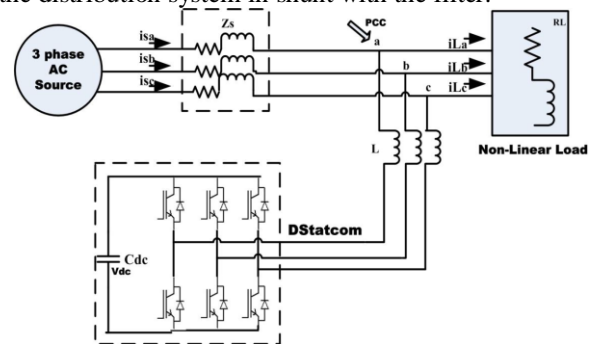 the distribution system in shunt with the filter.
Zs
PCC
RL
3 phase
AC
Source
isa
isb
isc
a
b
c
iLa
iLb
iLc
L
Non-Linear Load
DStatcom
Cdc
Vdc